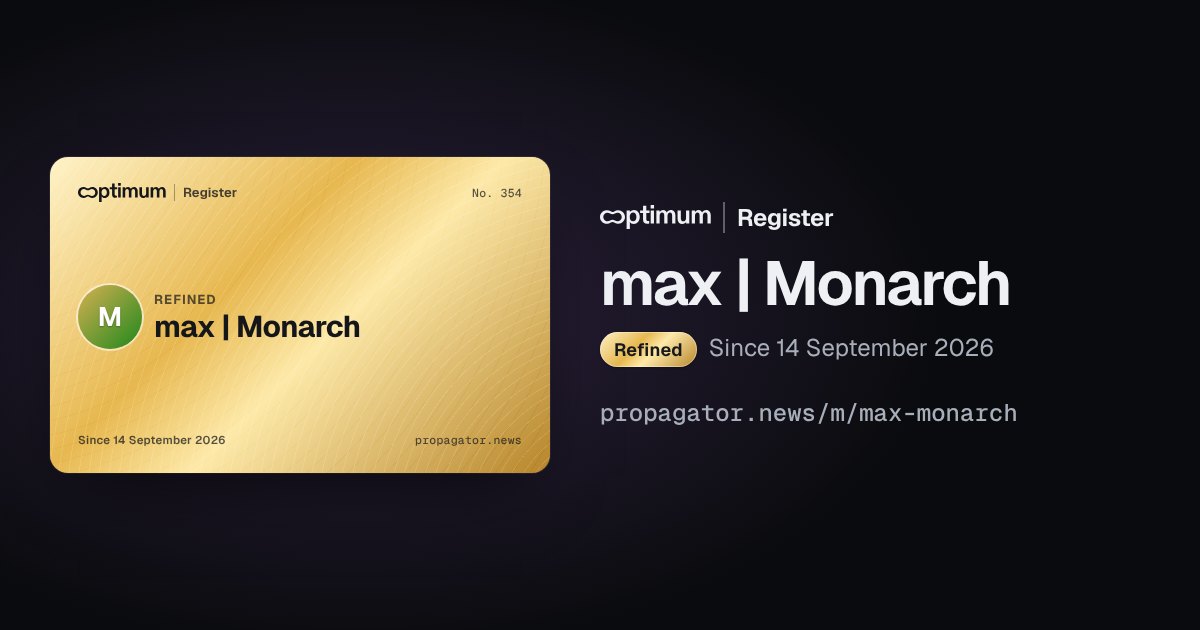 optimum | Register
No. 354
M
REFINED
max | Monarch
Since 14 September 2026
propagator.news
optimum | Register
max | Monarch
Refined
Since 14 September 2026
propagator.news/m/max-monarch